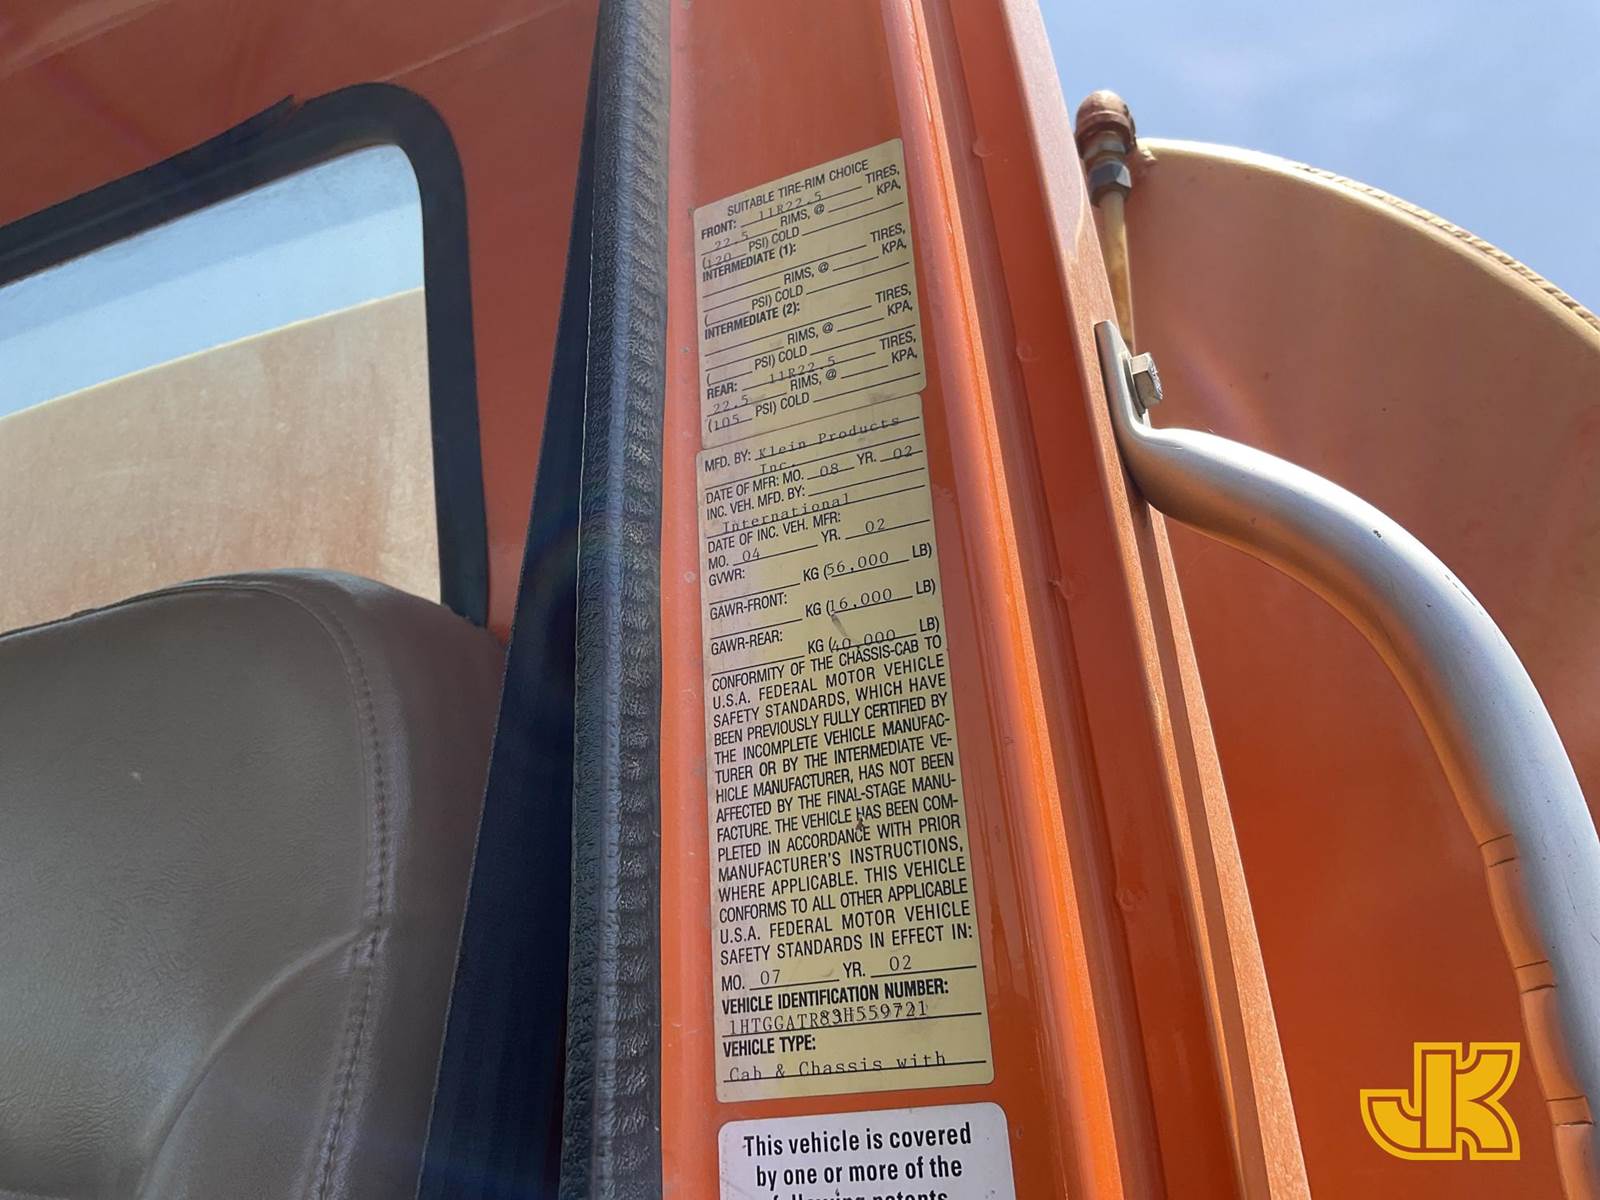 SUITABLE TIRE-RIM CHOICE
FRONT: 11R22.5 TIRES,
22.5 RIMS, @ KPA,
(120 PSI) COLD
INTERMEDIATE (1): TIRES,
RIMS, @ KPA,
( PSI) COLD
INTERMEDIATE (2): TIRES,
RIMS, @ KPA,
( PSI) COLD
REAR: 11R22.5 TIRES,
22.5 RIMS, @ KPA,
(105 PSI) COLD
MFD. BY: Klein Products
Inc.
DATE OF MFR: MO. 08 YR. 02
INC. VEH. MFD. BY:
International
DATE OF INC. VEH. MFR:
MO. 04 YR. 02
GVWR:
KG (56,000 LB)
GAWR-FRONT:
KG (16,000 LB)
GAWR-REAR:
KG (40,000 LB)
CONFORMITY OF THE CHASSIS-CAB TO
U.S.A. FEDERAL MOTOR VEHICLE
SAFETY STANDARDS, WHICH HAVE
BEEN PREVIOUSLY FULLY CERTIFIED BY
THE INCOMPLETE VEHICLE MANUFAC-
TURER OR BY THE INTERMEDIATE VE-
HICLE MANUFACTURER, HAS NOT BEEN
AFFECTED BY THE FINAL-STAGE MANU-
FACTURE. THE VEHICLE HAS BEEN COM-
PLETED IN ACCORDANCE WITH PRIOR
MANUFACTURER'S INSTRUCTIONS,
WHERE APPLICABLE. THIS VEHICLE
CONFORMS TO ALL OTHER APPLICABLE
U.S.A. FEDERAL MOTOR VEHICLE
SAFETY STANDARDS IN EFFECT IN:
MO. 07 YR. 02
VEHICLE IDENTIFICATION NUMBER:
1HTGGATR83H559721
VEHICLE TYPE:
Cab & Chassis with
This vehicle is covered
by one or more of the
following patents
JK